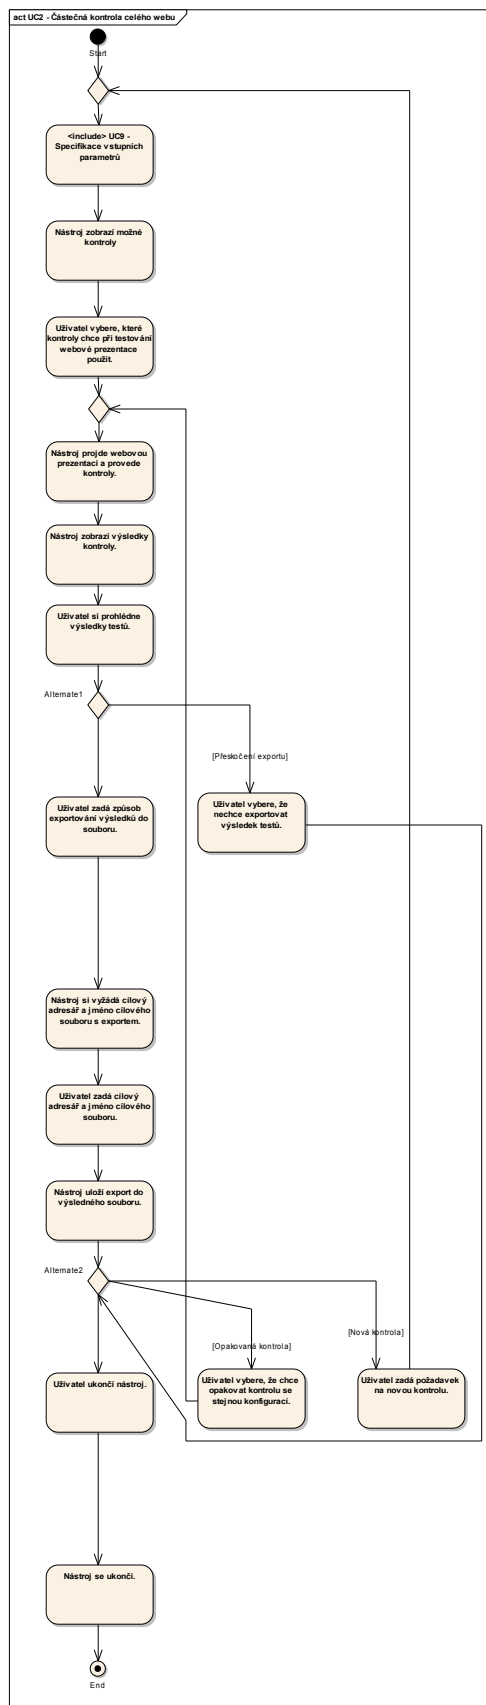 act UC2 - Částečná kontrola celého webu
Start
<include> UC9 -
Specifikace vstupních
parametrů
Nástroj zobrazí možné
kontroly
Uživatel vybere, které
kontroly chce při testování
webové prezentace
použít.
Nástroj projde webovou
prezentaci a provede
kontroly.
Nástroj zobrazí výsledky
kontroly.
Uživatel si prohlédne
výsledky testů.
Alternate1
[Přeskočení exportu]
Uživatel zadá způsob
exportování výsledků do
souboru.
Uživatel vybere, že
nechce exportovat
výsledek testů.
Nástroj si vyžádá cílový
adresář a jméno cílového
souboru s exportem.
Uživatel zadá cílový
adresář a jméno cílového
souboru.
Nástroj uloží export do
výsledného souboru.
Alternate2
[Opakovaná kontrola]
[Nová kontrola]
Uživatel ukončí nástroj.
Uživatel vybere, že chce
opakovat kontrolu se
stejnou konfigurací.
Uživatel zadá požadavek
na novou kontrolu.
Nástroj se ukončí.
End